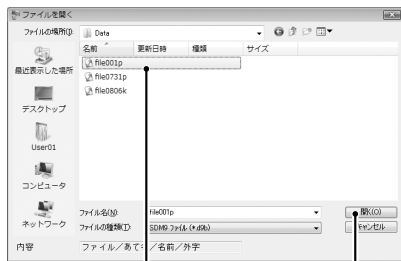 ファイルを開く
ファイルの場所(I):
Data
名前
更新日時
種類
サイズ
最近表示した場所
デスクトップ
User01
コンピュータ
ネットワーク
file001p
file0731p
file0806k
ファイル名(N):
file001p
開く(O)
ファイルの種類(T):
SDM9 ファイル (*.d9b)
キャンセル
内容
ファイル／あて名／名前／外字